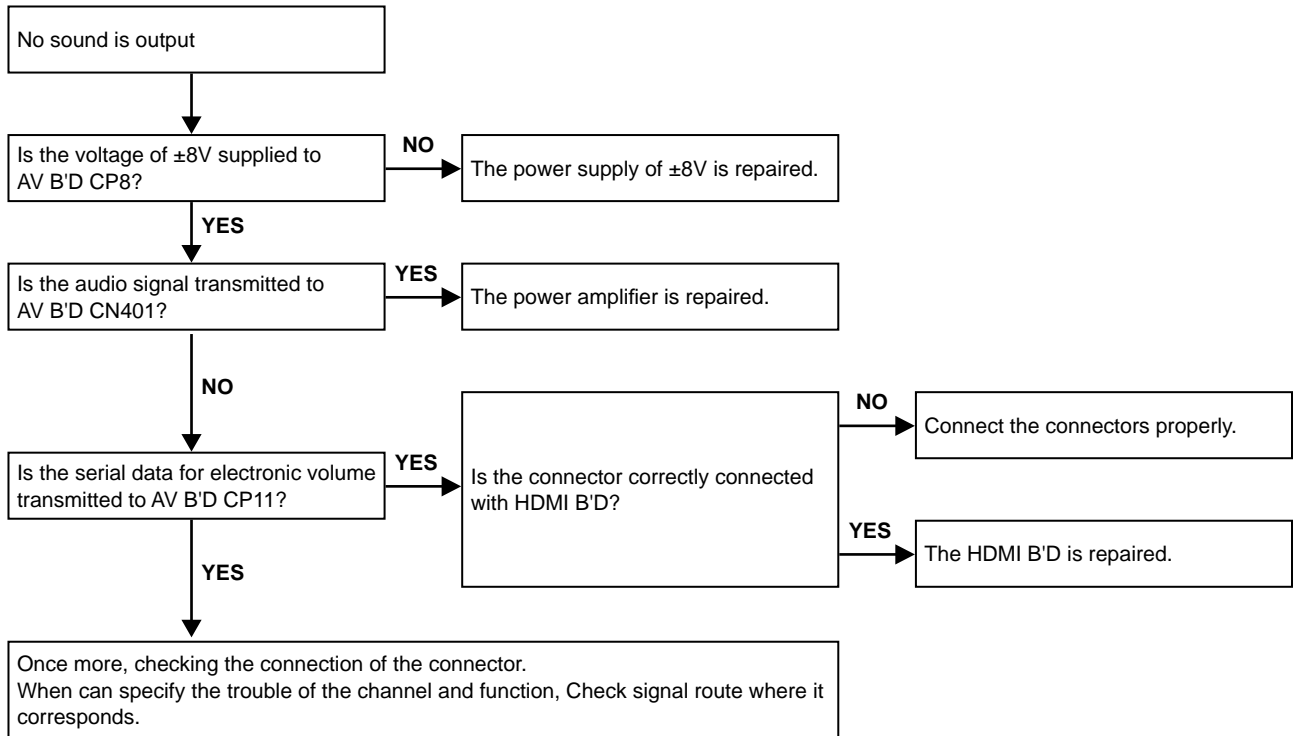 No sound is output
Is the voltage of ±8V supplied to
AV B'D CP8?
NO
The power supply of ±8V is repaired.
YES
Is the audio signal transmitted to
AV B'D CN401?
YES
The power amplifier is repaired.
NO
Is the serial data for electronic volume
transmitted to AV B'D CP11?
YES
Is the connector correctly connected
with HDMI B'D?
NO
Connect the connectors properly.
YES
The HDMI B'D is repaired.
YES
Once more, checking the connection of the connector.
When can specify the trouble of the channel and function, Check signal route where it
corresponds.